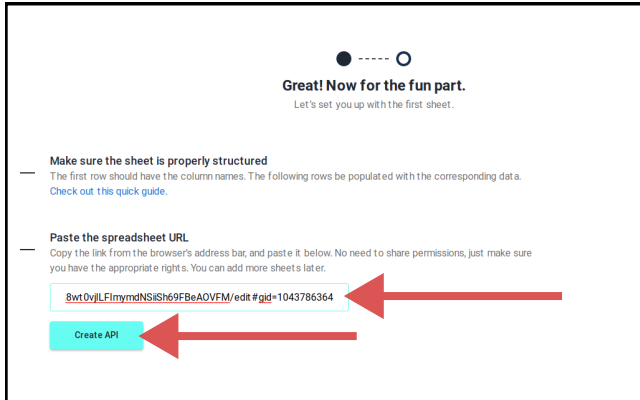 Great! Now for the fun part.
Let's set you up with the first sheet.
Make sure the sheet is properly structured
The first row should have the column names. The following rows be populated with the corresponding data.
Check out this quick guide.
Paste the spreadsheet URL
Copy the link from the browser's address bar, and paste it below. No need to share permissions, just make sure
you have the appropriate rights. You can add more sheets later.
8wt0vjlLFImymdNSiiSh69FBeAOVFM/edit#gid=1043786364
Create API